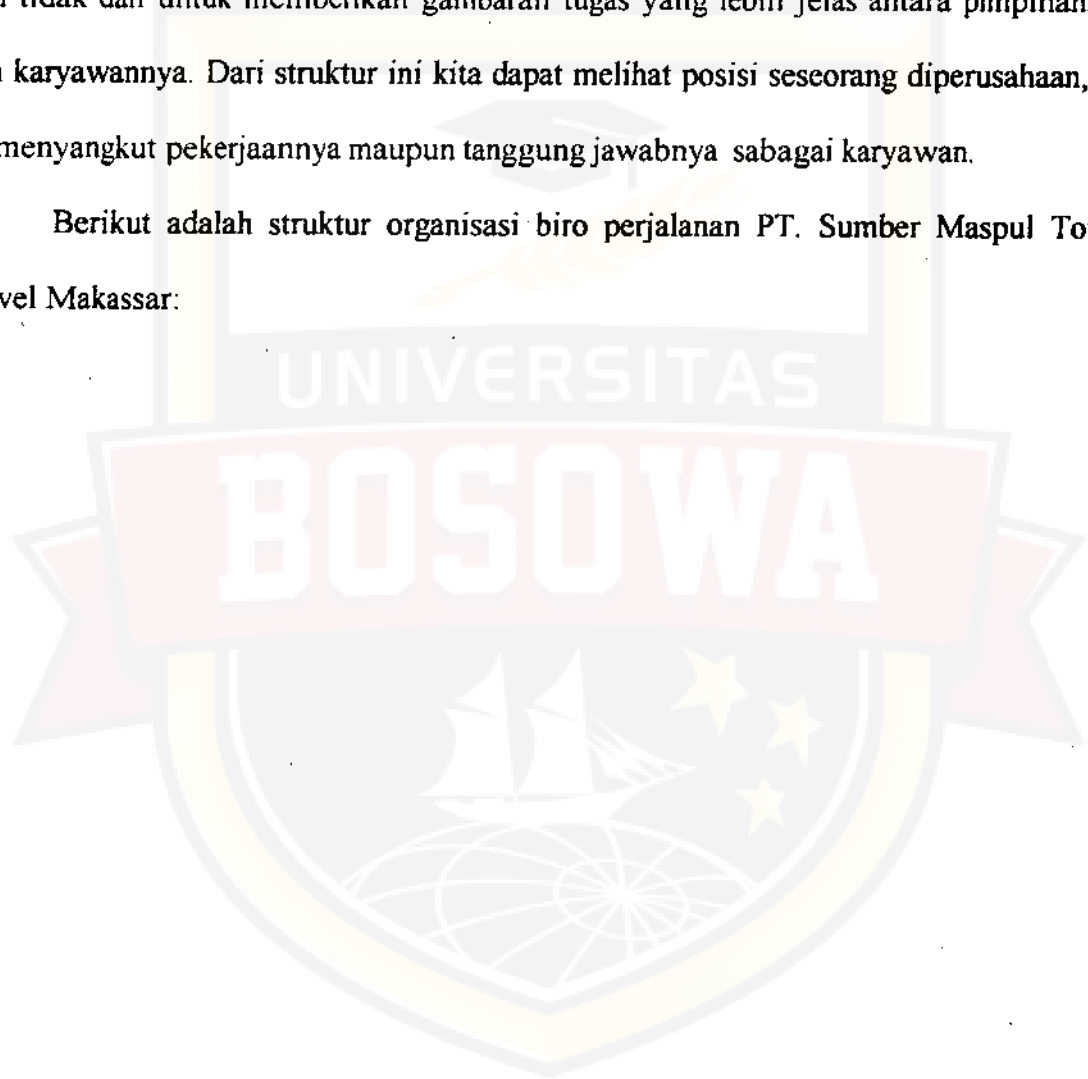 tidak dan untuk memberikan gambaran tugas yang lebih jelas antara pimpinan
karyawannya. Dari struktur ini kita dapat melihat posisi seseorang diperusahaan,
menyangkut pekerjaannya maupun tanggung jawabnya sabagai karyawan.
Berikut adalah struktur organisasi biro perjalanan PT. Sumber Maspul To
vel Makassar:
UNIVERSITAS
BOSOWA